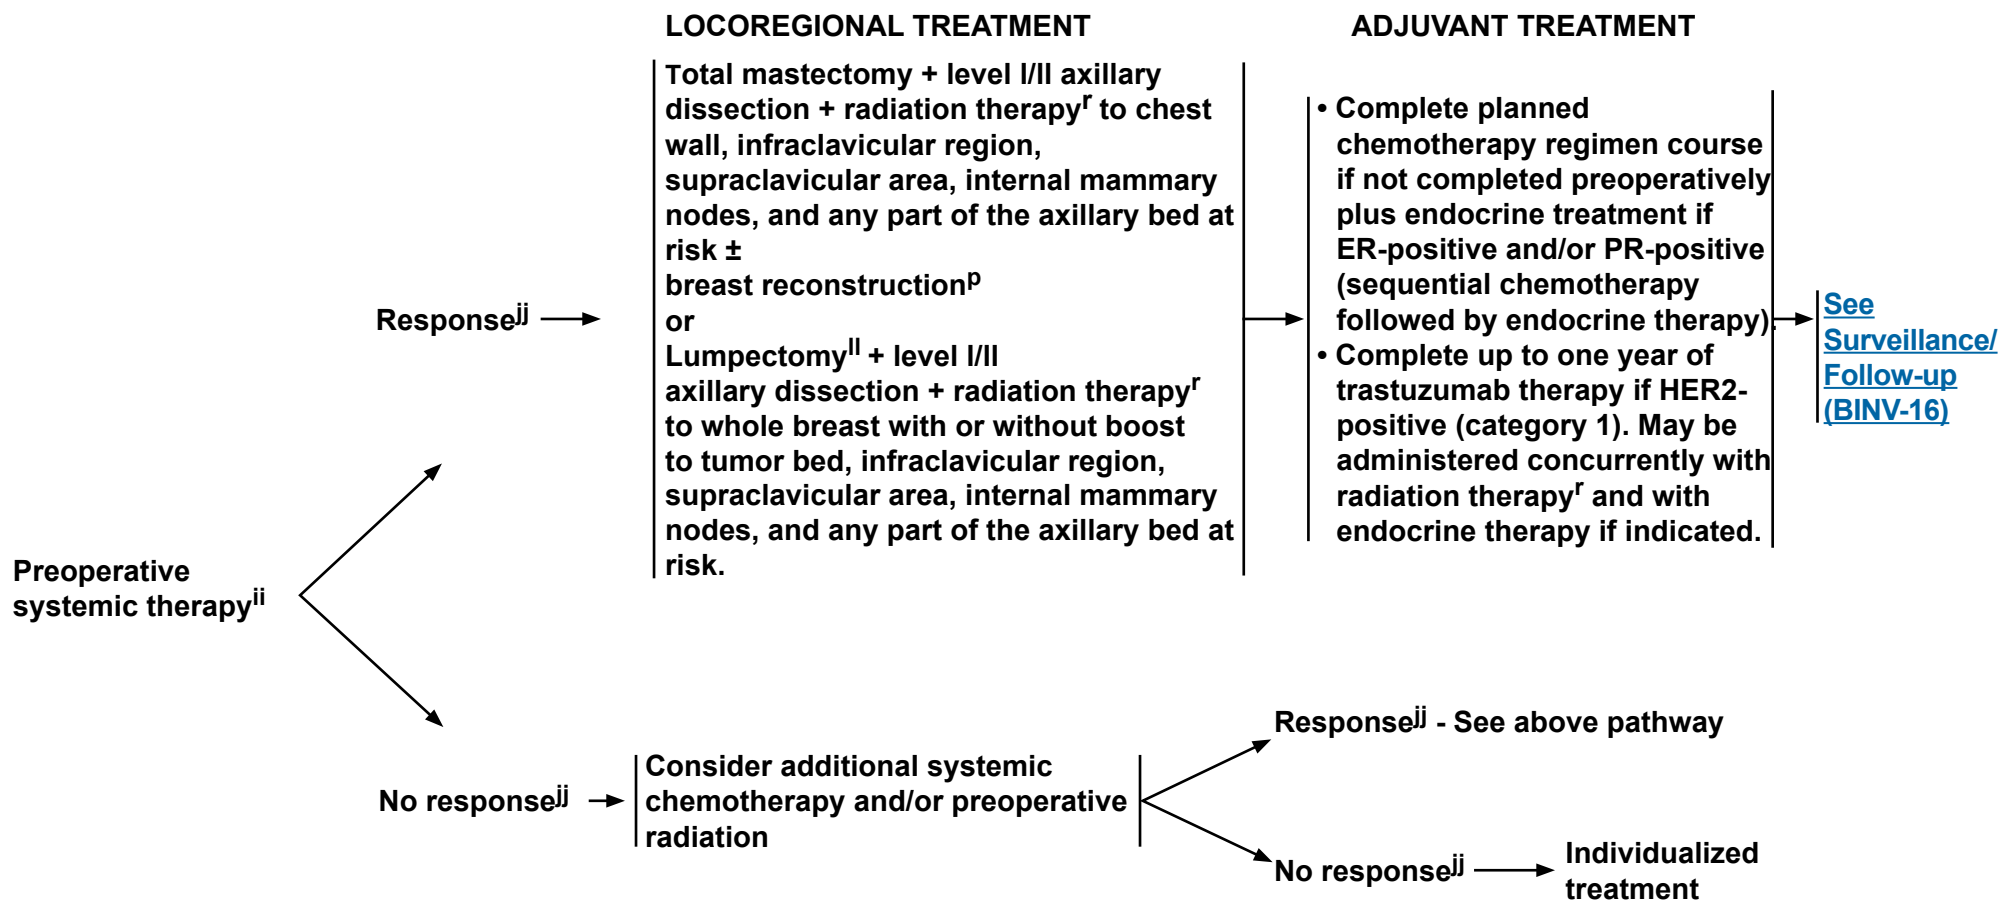 LOCOREGIONAL TREATMENT
Total mastectomy + level I/II axillary
dissection + radiation therapyr to chest
wall, infraclavicular region,
supraclavicular area, internal mammary
nodes, and any part of the axillary bed at
risk ±
breast reconstructionp
or
Lumpectomyll + level I/II
axillary dissection + radiation therapyr
to whole breast with or without boost
to tumor bed, infraclavicular region,
supraclavicular area, internal mammary
nodes, and any part of the axillary bed at
risk.
ADJUVANT TREATMENT
• Complete planned
chemotherapy regimen course
if not completed preoperatively
plus endocrine treatment if
ER-positive and/or PR-positive
(sequential chemotherapy
followed by endocrine therapy).
• Complete up to one year of
trastuzumab therapy if HER2-
positive (category 1). May be
administered concurrently with
radiation therapyr and with
endocrine therapy if indicated.
See
Surveillance/
Follow-up
(BINV-16)
Responsejj
Preoperative
systemic therapyii
No responsejj
Consider additional systemic
chemotherapy and/or preoperative
radiation
Responsejj - See above pathway
No responsejj
Individualized
treatment